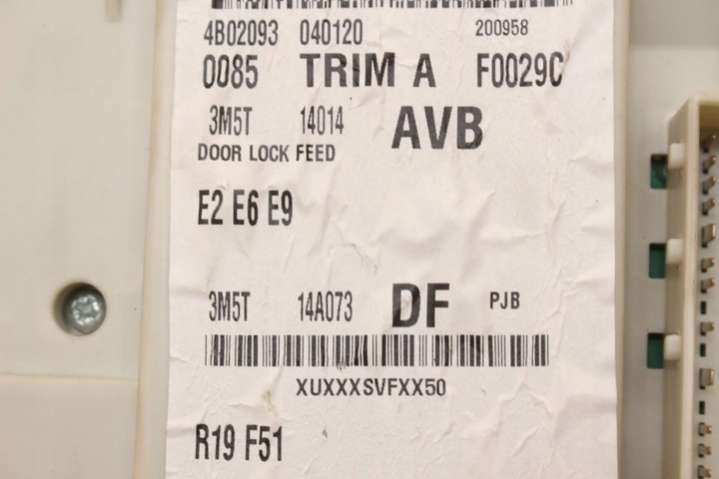 4B02093 040120 200958
0085 TRIM A F0029C
3M5T 14014 AVB
DOOR LOCK FEED
E2 E6 E9
3M5T 14A073 DF PJB
XUXXXSVFXX50
R19 F51